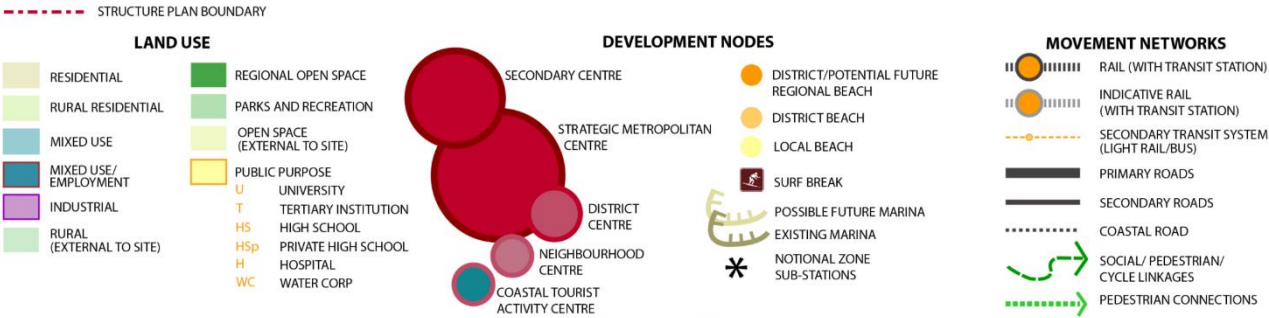 STRUCTURE PLAN BOUNDARY
LAND USE
RESIDENTIAL
RURAL RESIDENTIAL
MIXED USE
MIXED USE/
EMPLOYMENT
INDUSTRIAL
RURAL
(EXTERNAL TO SITE)
REGIONAL OPEN SPACE
PARKS AND RECREATION
OPEN SPACE
(EXTERNAL TO SITE)
PUBLIC PURPOSE
U UNIVERSITY
T TERTIARY INSTITUTION
HS HIGH SCHOOL
HSp PRIVATE HIGH SCHOOL
H HOSPITAL
WC WATER CORP
DEVELOPMENT NODES
SECONDARY CENTRE
STRATEGIC METROPOLITAN
CENTRE
DISTRICT
CENTRE
NEIGHBOURHOOD
CENTRE
COASTAL TOURIST
ACTIVITY CENTRE
DISTRICT/POTENTIAL FUTURE
REGIONAL BEACH
DISTRICT BEACH
LOCAL BEACH
SURF BREAK
POSSIBLE FUTURE MARINA
EXISTING MARINA
NOTIONAL ZONE
SUB-STATIONS
MOVEMENT NETWORKS
RAIL (WITH TRANSIT STATION)
INDICATIVE RAIL
(WITH TRANSIT STATION)
SECONDARY TRANSIT SYSTEM
(LIGHT RAIL/BUS)
PRIMARY ROADS
SECONDARY ROADS
COASTAL ROAD
SOCIAL/ PEDESTRIAN/
CYCLE LINKAGES
PEDESTRIAN CONNECTIONS